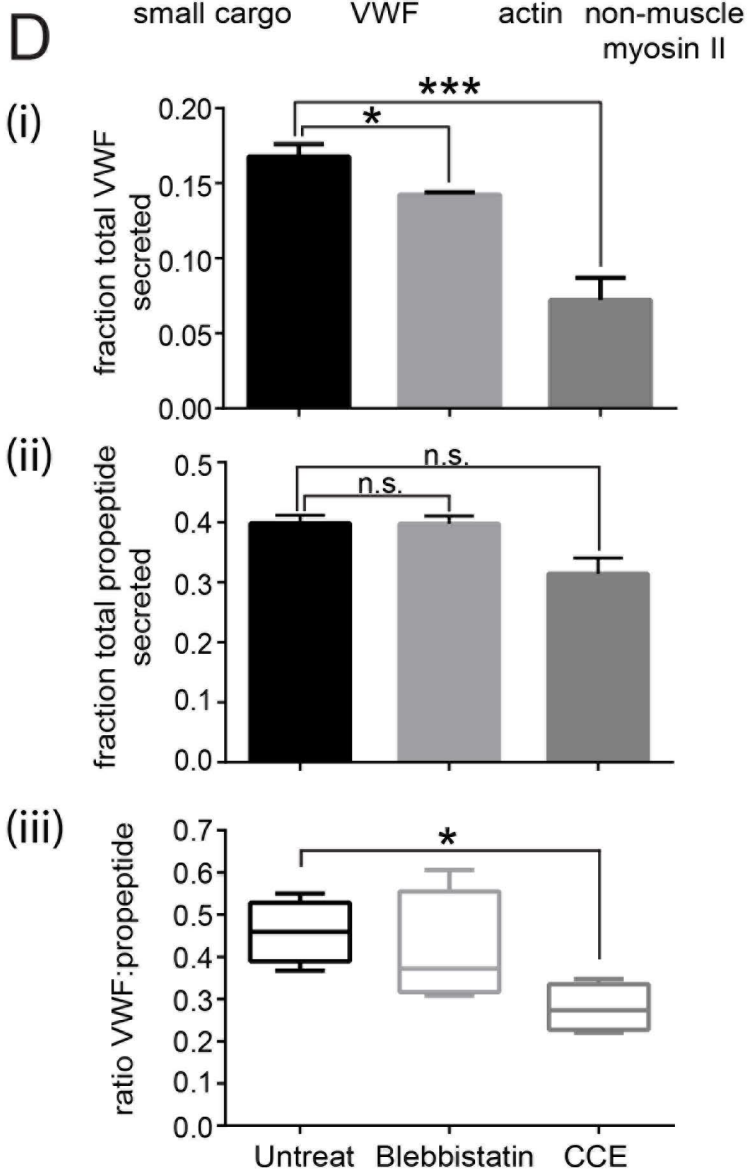 small cargo VWF actin non-muscle
myosin II
D
(i)
fraction total VWF
secreted
0.20
0.15
0.10
0.05
0.00
***
*
(ii)
fraction total propeptide
secreted
0.5
0.4
0.3
0.2
0.1
0.0
n.s.
n.s.
(iii)
ratio VWF:propeptide
0.7
0.6
0.5
0.4
0.3
0.2
0.1
0.0
*
Untreat Blebbistatin CCE